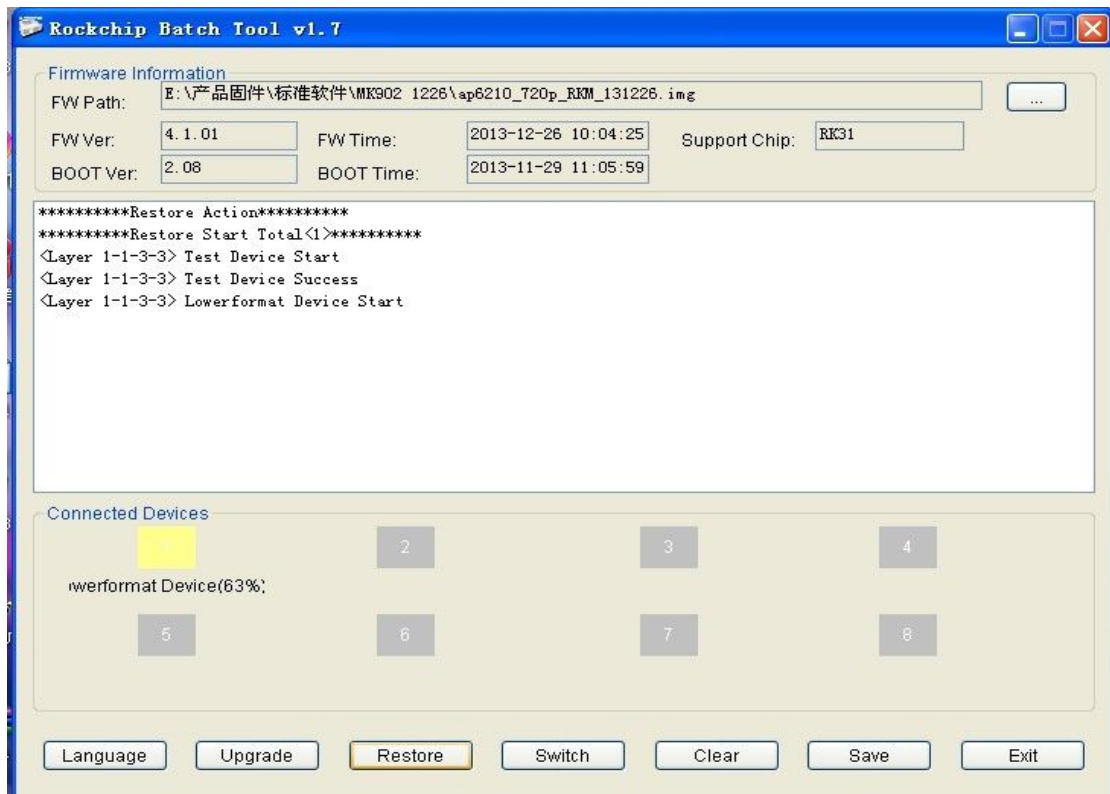 Rockchip Batch Tool v1.7
Firmware Information
FW Path: E:\产品固件\标准软件\MK902 1226\ap6210_720p_RKM_131226.img ...
FW Ver: 4.1.01 FW Time: 2013-12-26 10:04:25 Support Chip: RK31
BOOT Ver: 2.08 BOOT Time: 2013-11-29 11:05:59
**********Restore Action**********
**********Restore Start Total<1>**********
<Layer 1-1-3-3> Test Device Start
<Layer 1-1-3-3> Test Device Success
<Layer 1-1-3-3> Lowerformat Device Start
Connected Devices
1 2 3 4
werformat Device(63%)
5 6 7 8
Language Upgrade Restore Switch Clear Save Exit